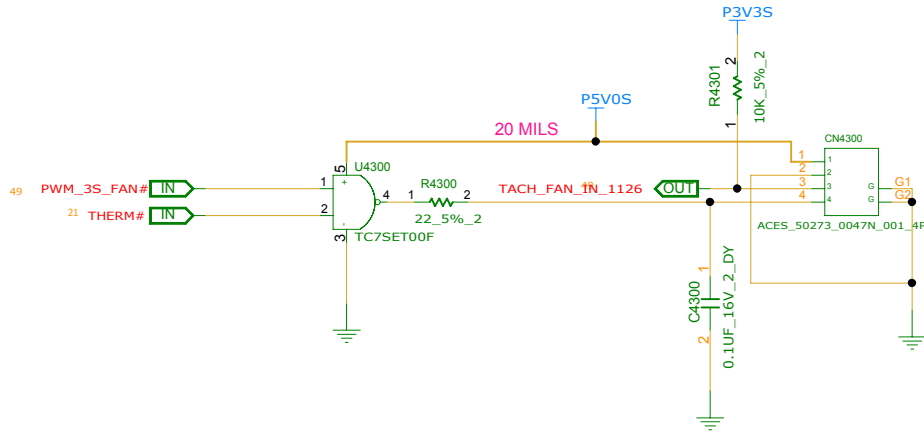 P3V3S
2
R4301
10K_5%_2
1
P5V0S
20 MILS
CN4300
5
U4300
1 1
2 2
3 3
4 4
G G1
G G2
49 PWM_3S_FAN# IN 1 +
21 THERM# IN 2 -
4 1 R4300 2
22_5%_2
TACH_FAN_IN_1126 OUT
3
TC7SET00F
ACES_50273_0047N_001_4P
1
C4300
0.1UF_16V_2_DY
2